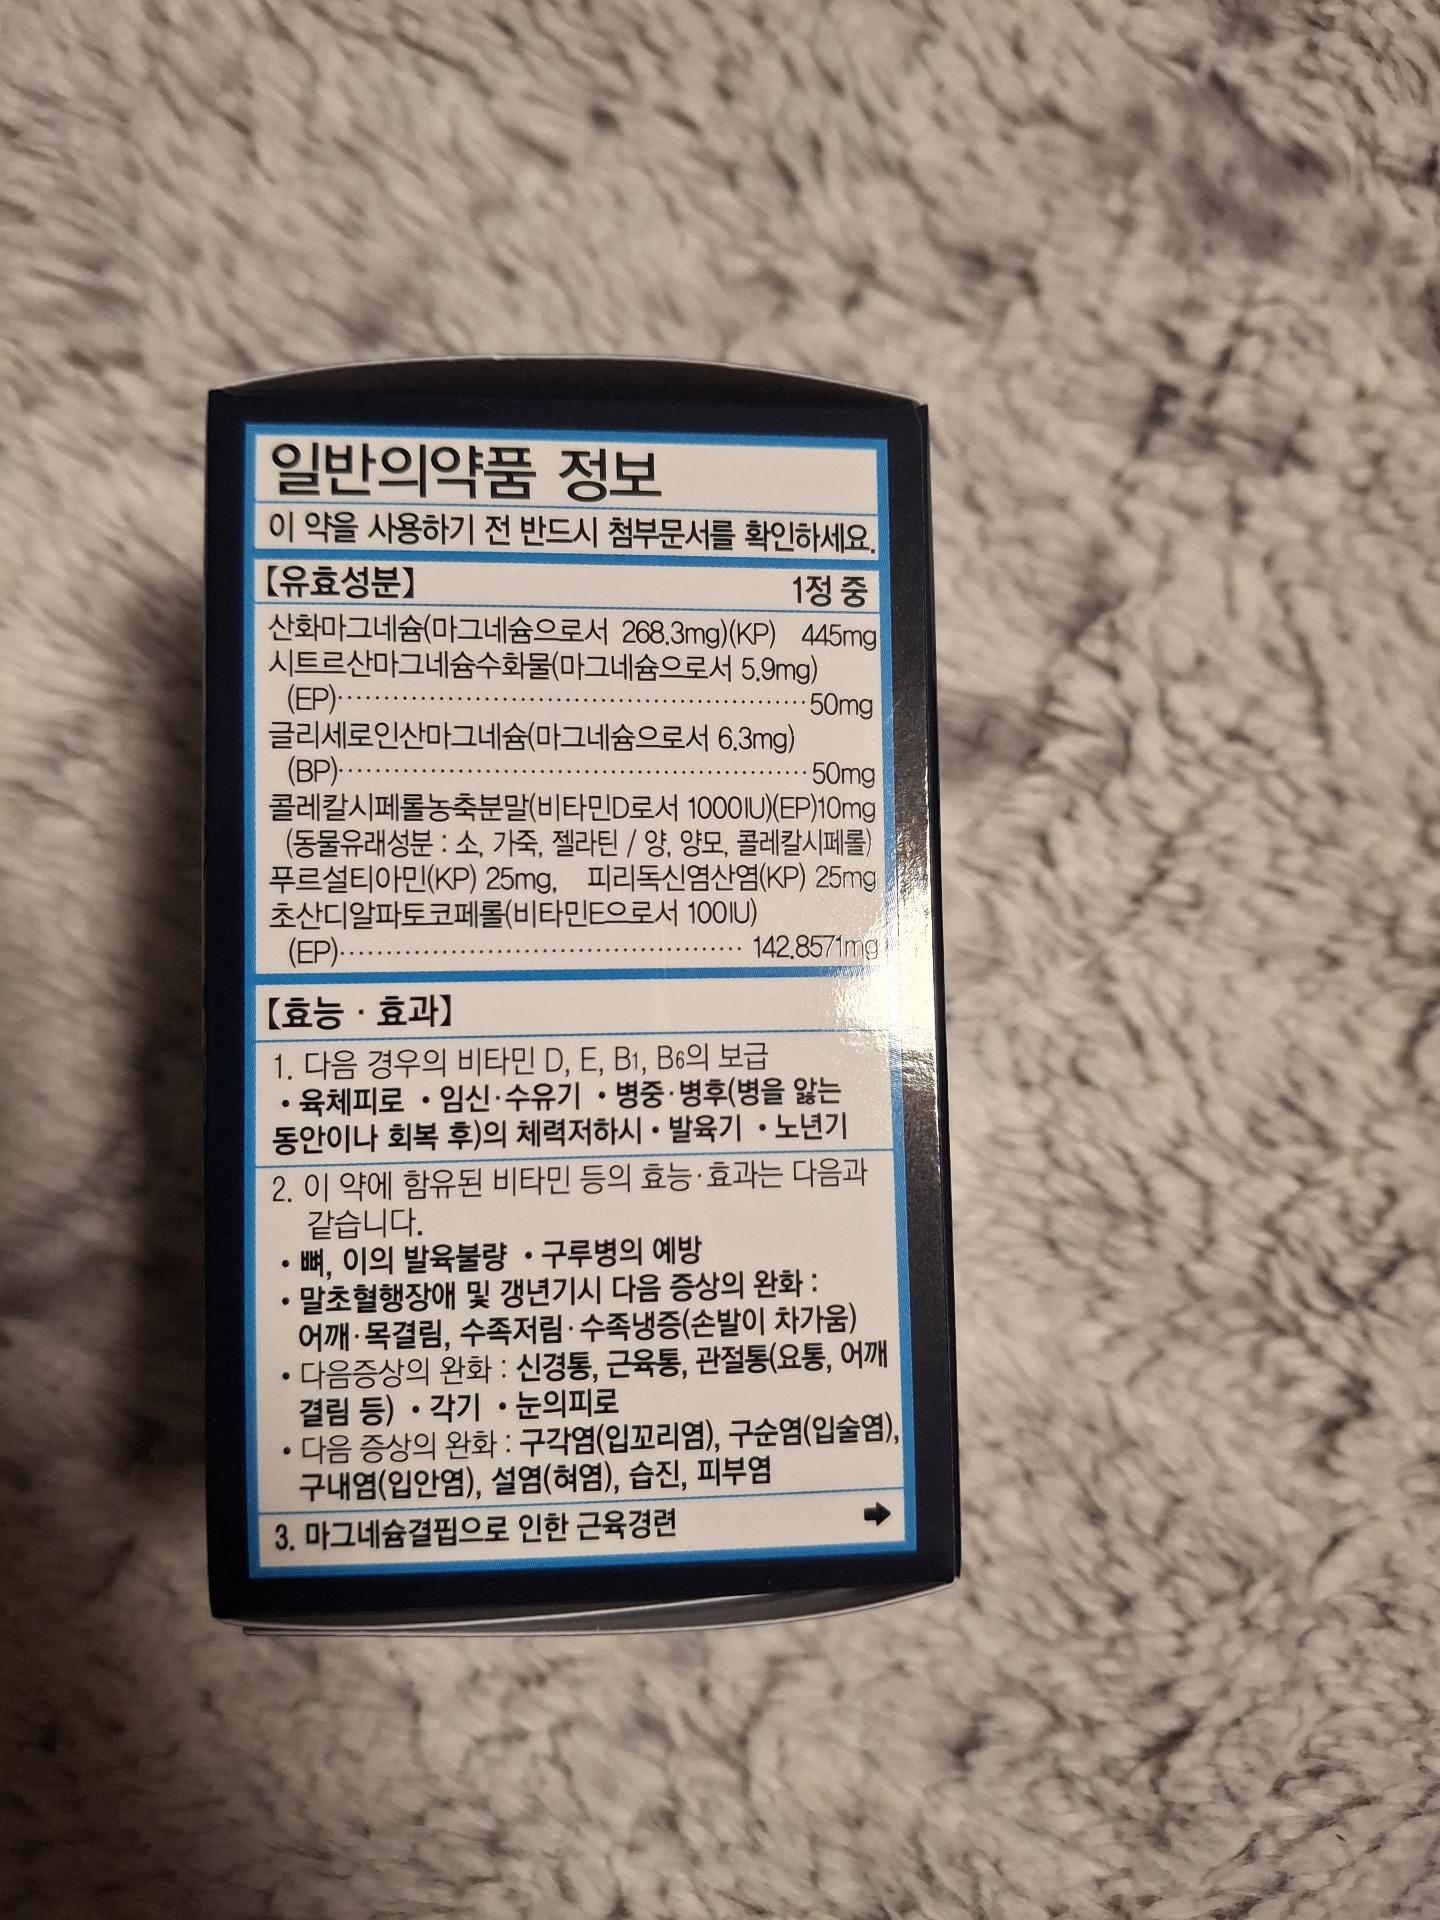 일반의약품 정보
이 약을 사용하기 전 반드시 첨부문서를 확인하세요.
【유효성분】 1정 중
산화마그네슘(마그네슘으로서 268.3mg)(KP) 445mg
시트르산마그네슘수화물(마그네슘으로서 5.9mg)
(EP)·················································50mg
글리세로인산마그네슘(마그네슘으로서 6.3mg)
(BP)·················································50mg
콜레칼시페롤농축분말(비타민D로서 1000IU)(EP)10mg
(동물유래성분 : 소, 가죽, 젤라틴 / 양, 양모, 콜레칼시페롤)
푸르설티아민(KP) 25mg, 피리독신염산염(KP) 25mg
초산디알파토코페롤(비타민E으로서 100IU)
(EP)·········································· 142.8571mg
【효능 · 효과】
1. 다음 경우의 비타민 D, E, B1, B6의 보급
• 육체피로 • 임신·수유기 • 병중·병후(병을 앓는
동안이나 회복 후)의 체력저하시 • 발육기 • 노년기
2. 이 약에 함유된 비타민 등의 효능·효과는 다음과
같습니다.
• 뼈, 이의 발육불량 • 구루병의 예방
• 말초혈행장애 및 갱년기시 다음 증상의 완화 :
어깨·목결림, 수족저림·수족냉증(손발이 차가움)
• 다음증상의 완화 : 신경통, 근육통, 관절통(요통, 어깨
결림 등) • 각기 • 눈의피로
• 다음 증상의 완화 : 구각염(입꼬리염), 구순염(입술염),
구내염(입안염), 설염(혀염), 습진, 피부염
3. 마그네슘결핍으로 인한 근육경련